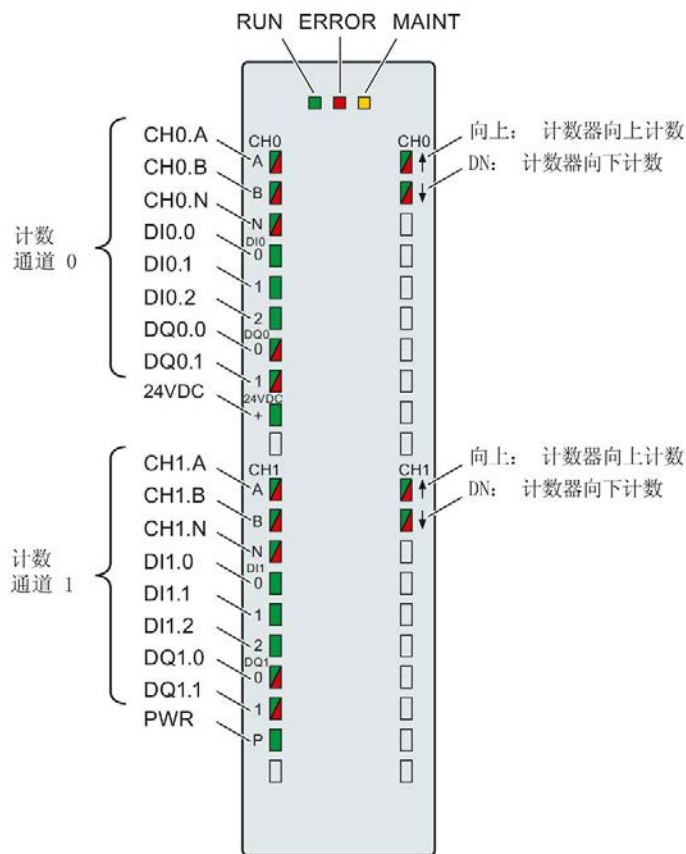 RUN ERROR MAINT
计数
通道 0
CH0.A
CH0.B
CH0.N
DI0.0
DI0.1
DI0.2
DQ0.0
DQ0.1
24VDC
CH0
A
B
N
DI0
0
1
2
DQ0
0
1
24VDC
+
CH0
向上： 计数器向上计数
DN： 计数器向下计数
计数
通道 1
CH1.A
CH1.B
CH1.N
DI1.0
DI1.1
DI1.2
DQ1.0
DQ1.1
PWR
CH1
A
B
N
DI1
0
1
2
DQ1
0
1
P
CH1
向上： 计数器向上计数
DN： 计数器向下计数